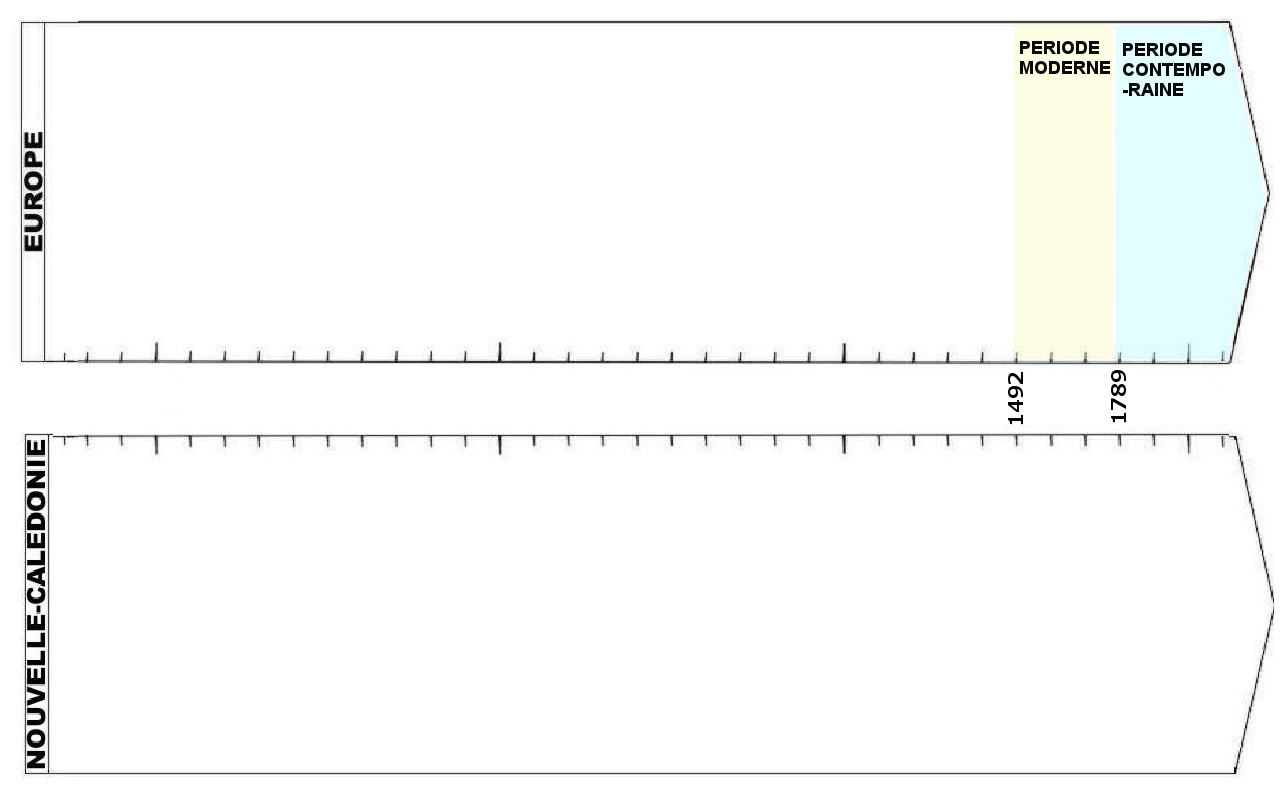 EUROPE
PERIODE
MODERNE
PERIODE
CONTEMPO
-RAINE
1492
1789
NOUVELLE-CALEDONIE